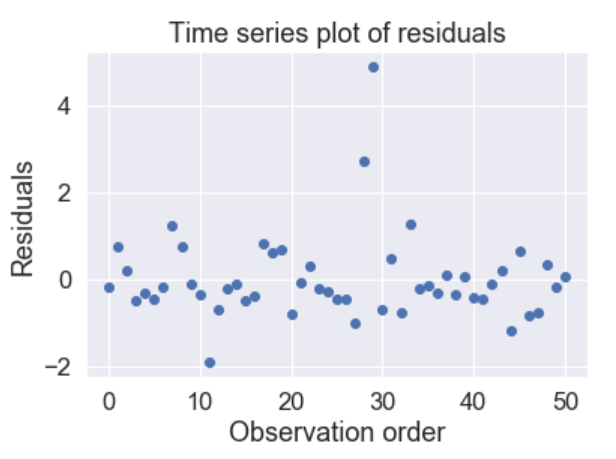 Time series plot of residuals
4
2
0
−2
Residuals
0 10 20 30 40 50
Observation order